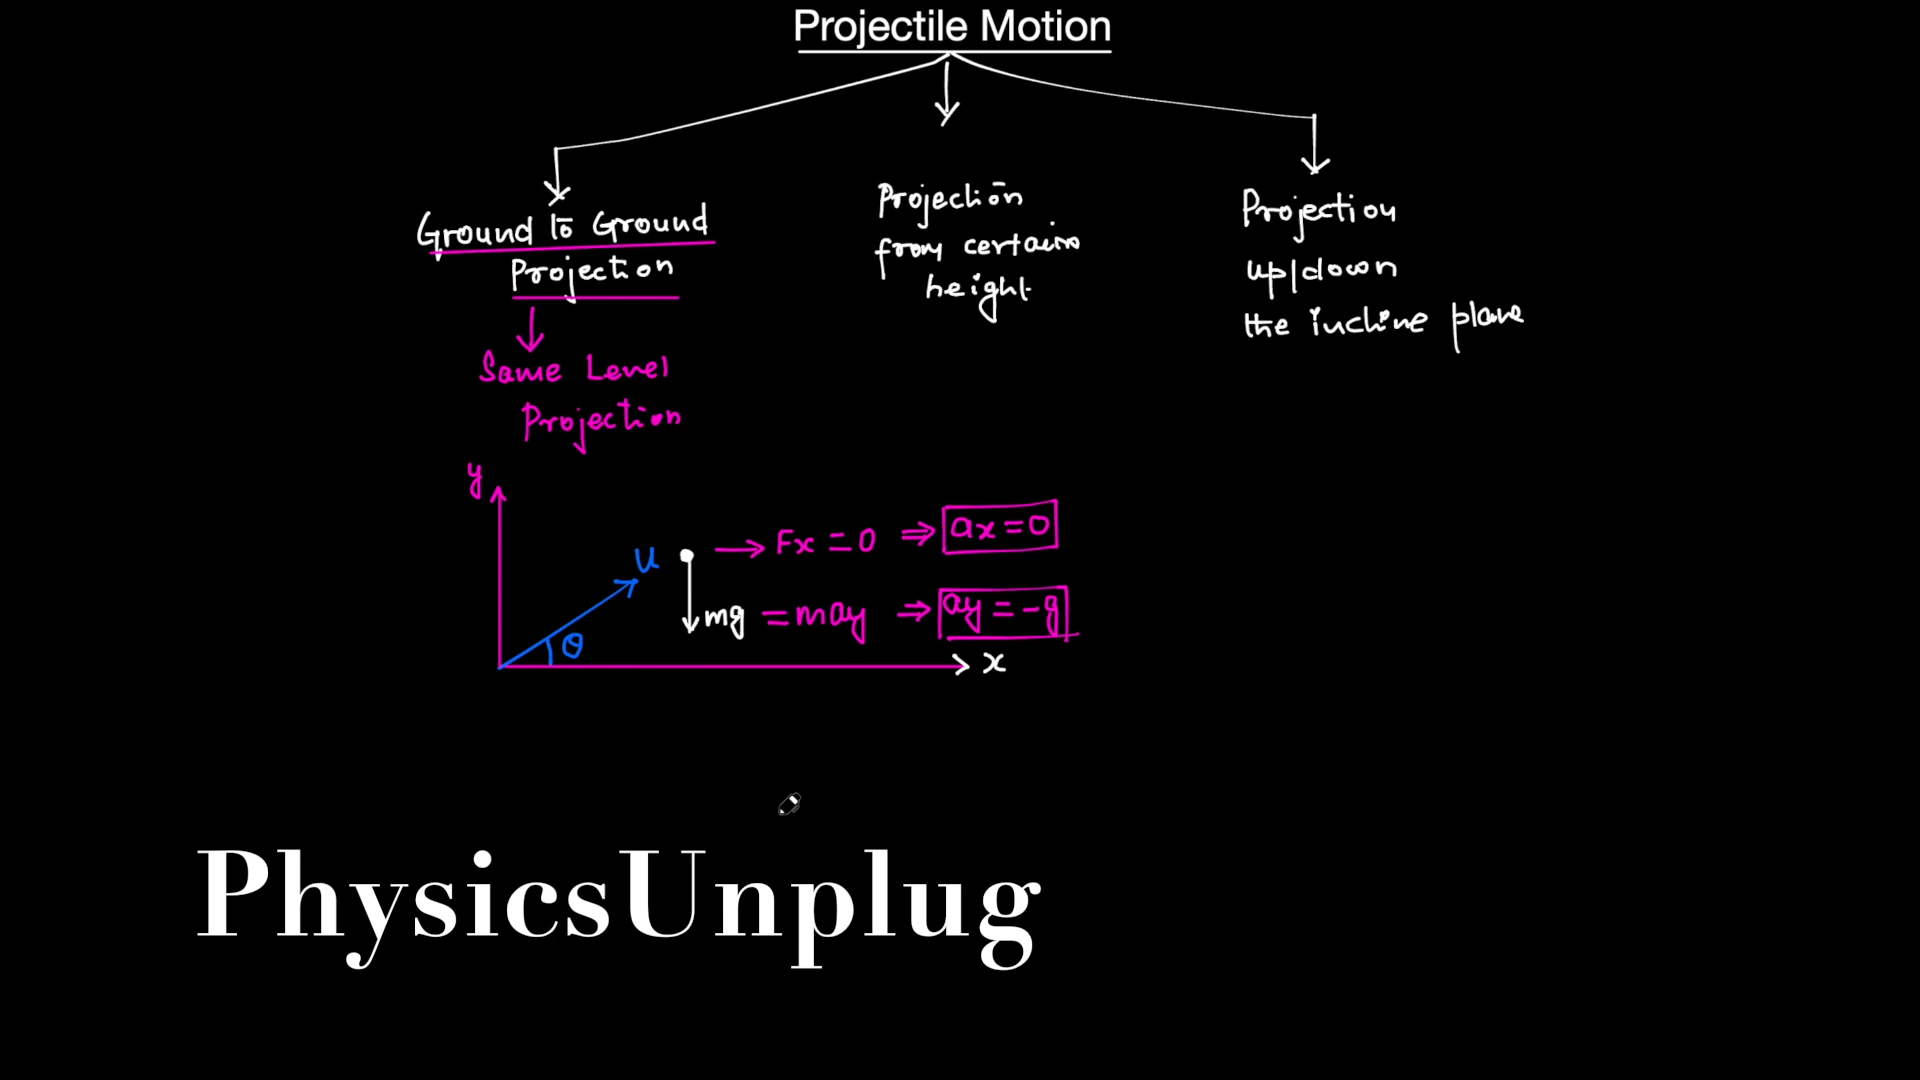 Projectile Motion
Ground to Ground
Projection
Projection
from certain
height
Projection
up/down
the incline plane
Same Level
Projection
y
u
Fx = 0 ⇒ ax = 0
mg = may ⇒ ay = -g
θ
x
PhysicsUnplug